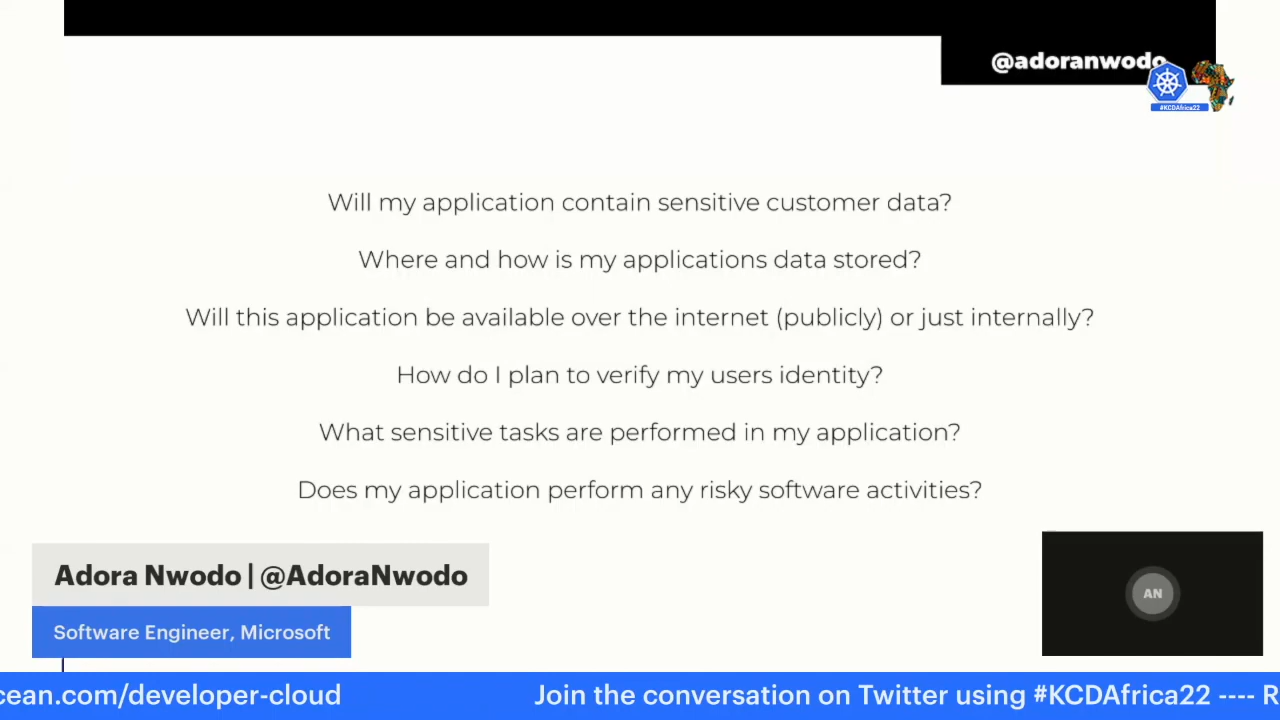 @adoranwodo
#KCDAfrica22
Will my application contain sensitive customer data?
Where and how is my applications data stored?
Will this application be available over the internet (publicly) or just internally?
How do I plan to verify my users identity?
What sensitive tasks are performed in my application?
Does my application perform any risky software activities?
Adora Nwodo | @AdoraNwodo
Software Engineer, Microsoft
AN
cean.com/developer-cloud Join the conversation on Twitter using #KCDAfrica22 ---- R